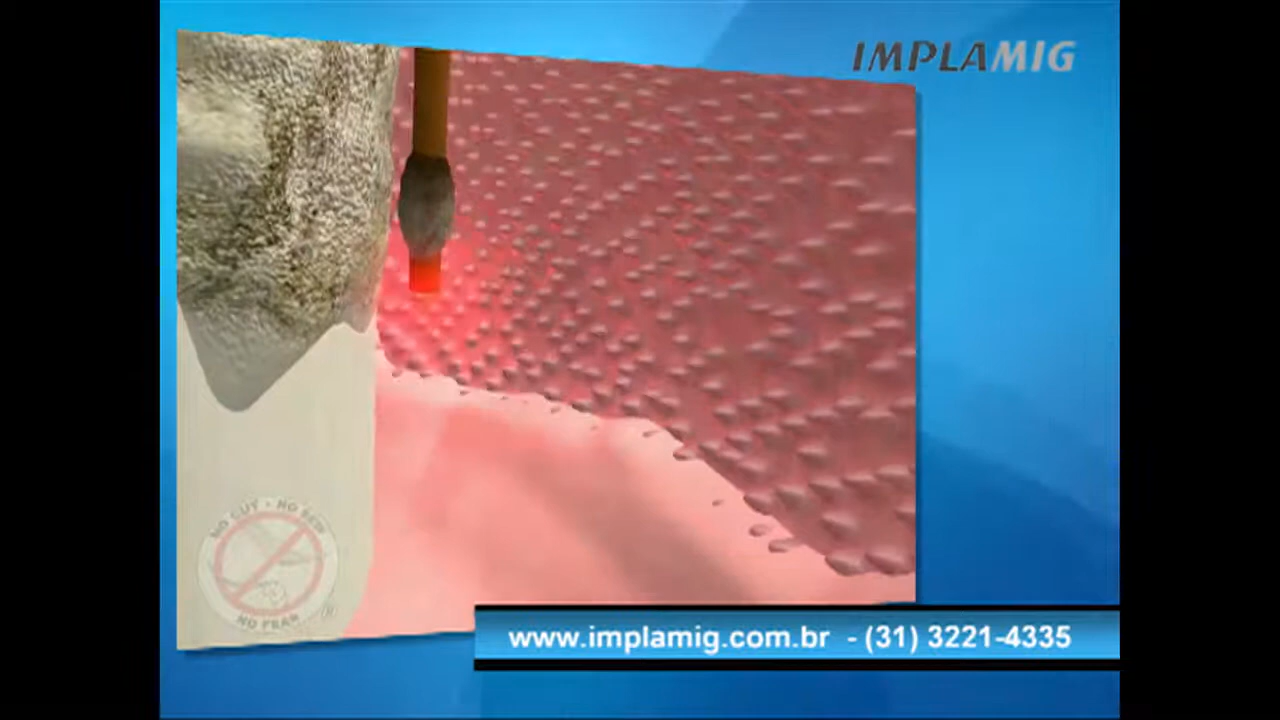 IMPLAMIG
NO CUT - NO SEW
NO FEAR
www.implamig.com.br - (31) 3221-4335